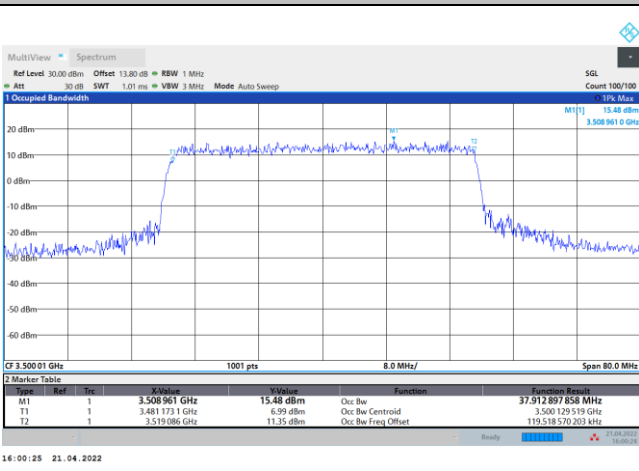 MultiView Spectrum
Ref Level 30.00 dBm Offset 13.80 dB RBW 1 MHz SGL
Att 30 dB SWT 1.01 ms VBW 3 MHz Mode Auto Sweep Count 100/100
1 Occupied Bandwidth 1Pk Max
M1[1] 15.48 dBm
3.508 961 0 GHz
M1
T1
T2
20 dBm
10 dBm
0 dBm
-10 dBm
-20 dBm
-30 dBm
-40 dBm
-50 dBm
-60 dBm
CF 3.500 01 GHz 1001 pts 8.0 MHz/ Span 80.0 MHz
2 Marker Table
Type Ref Trc X-Value Y-Value Function Function Result
M1 1 3.508 961 GHz 15.48 dBm Occ Bw 37.912 897 858 MHz
T1 1 3.481 173 1 GHz 6.99 dBm Occ Bw Centroid 3.500 129 519 GHz
T2 1 3.519 086 GHz 11.35 dBm Occ Bw Freq Offset 119.518 570 203 kHz
Ready 21.04.2022
16:00:24
16:00:25 21.04.2022